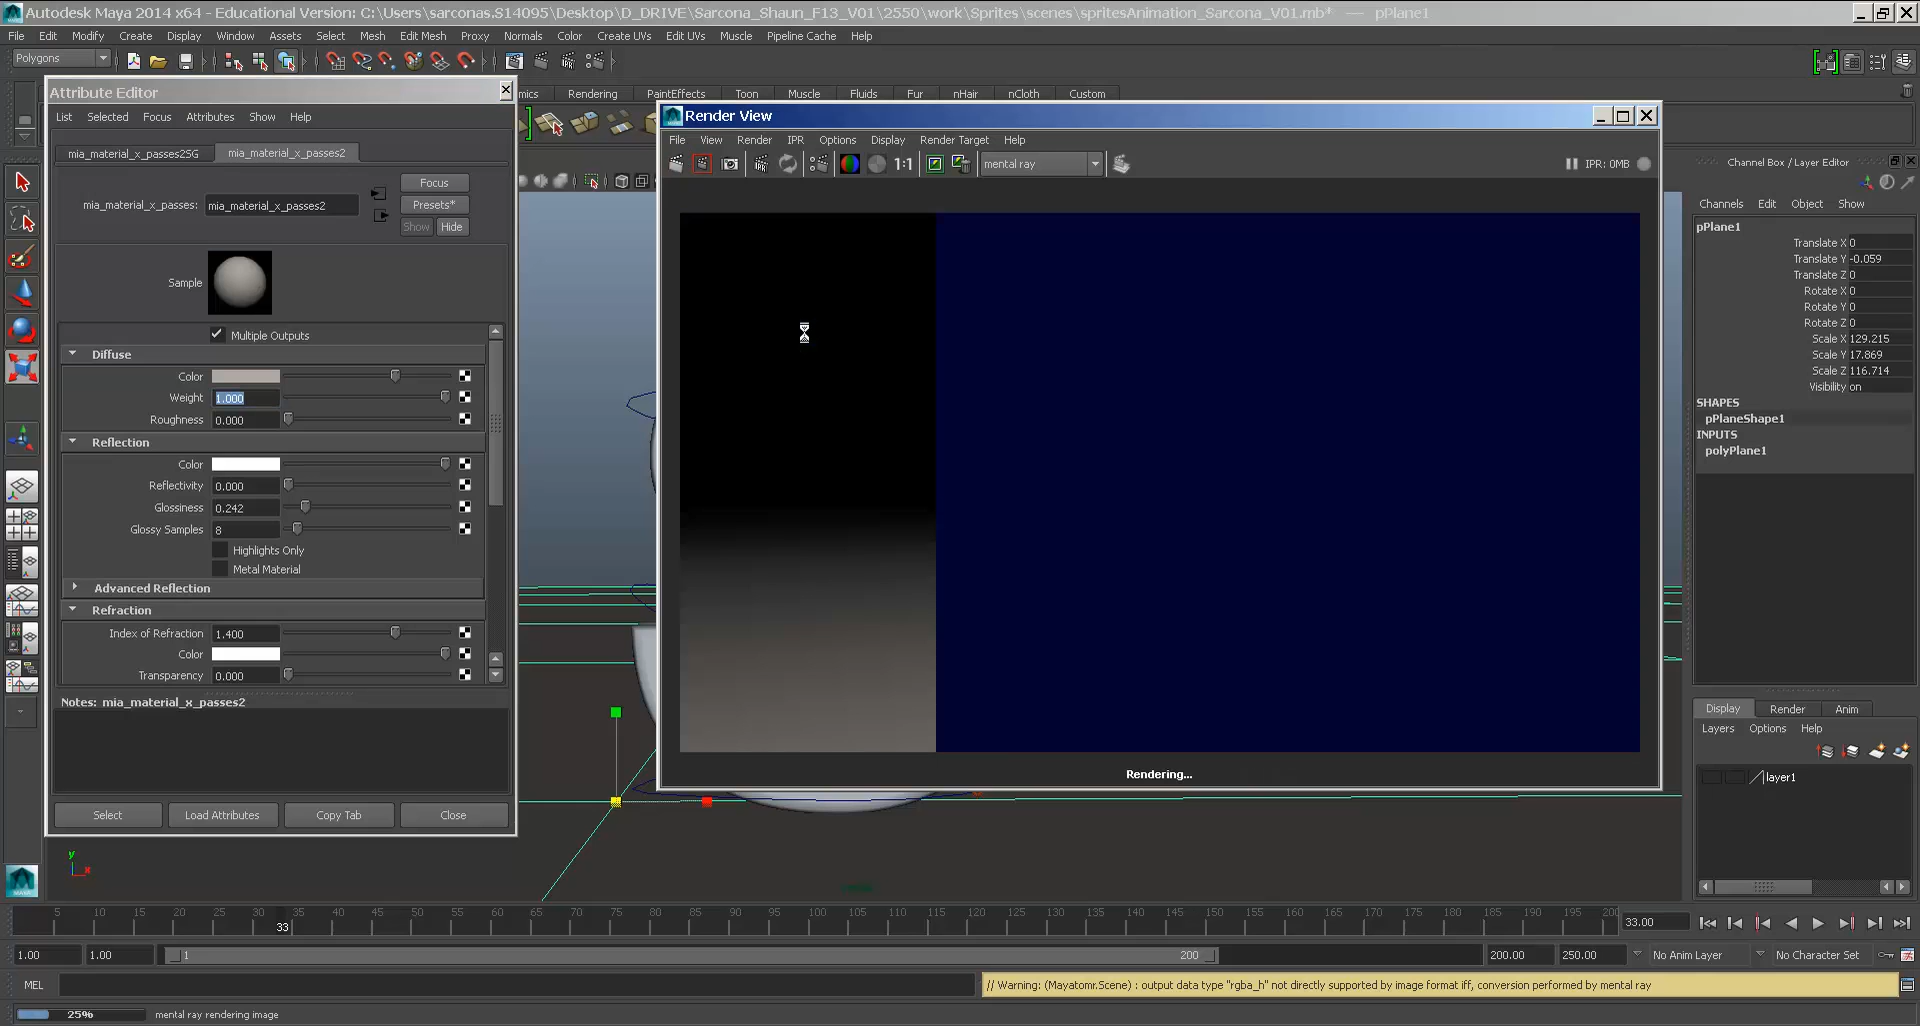 Autodesk Maya 2014 x64 - Educational Version: C:\Users\sarconas.S14095\Desktop\D_DRIVE\Sarcona_Shaun_F13_V01\2550\work\Sprites\scenes\spritesAnimation_Sarcona_V01.mb* --- pPlane1
File Edit Modify Create Display Window Assets Select Mesh Edit Mesh Proxy Normals Color Create UVs Edit UVs Muscle Pipeline Cache Help
Polygons
Attribute Editor
mics Rendering PaintEffects Toon Muscle Fluids Fur nHair nCloth Custom
List Selected Focus Attributes Show Help
Render View
File View Render IPR Options Display Render Target Help
1:1 mental ray IPR: 0MB
mia_material_x_passes2SG mia_material_x_passes2
mia_material_x_passes: mia_material_x_passes2
Focus
Presets*
Show Hide
Sample
Multiple Outputs
Diffuse
Color
Weight 1.000
Roughness 0.000
Reflection
Color
Reflectivity 0.000
Glossiness 0.242
Glossy Samples 8
Highlights Only
Metal Material
Advanced Reflection
Refraction
Index of Refraction 1.400
Color
Transparency 0.000
Notes: mia_material_x_passes2
Select Load Attributes Copy Tab Close
Rendering...
Channel Box / Layer Editor
Channels Edit Object Show
pPlane1
Translate X 0
Translate Y -0.059
Translate Z 0
Rotate X 0
Rotate Y 0
Rotate Z 0
Scale X 129.215
Scale Y 17.869
Scale Z 116.714
Visibility on
SHAPES
pPlaneShape1
INPUTS
polyPlane1
Display Render Anim
Layers Options Help
layer1
y
x
5 10 15 20 25 30 35 40 45 50 55 60 65 70 75 80 85 90 95 100 105 110 115 120 125 130 135 140 145 150 155 160 165 170 175 180 185 190 195 200
33
33.00
1.00 1.00 1 200 200.00 250.00 No Anim Layer No Character Set
MEL
// Warning: (Mayatomr.Scene) : output data type "rgba_h" not directly supported by image format iff, conversion performed by mental ray
25% mental ray rendering image